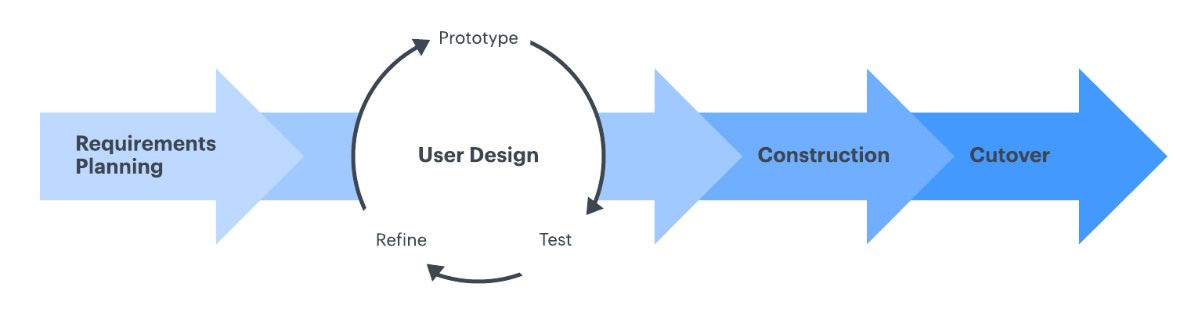 Prototype
Requirements
Planning
User Design
Construction
Cutover
Refine
Test